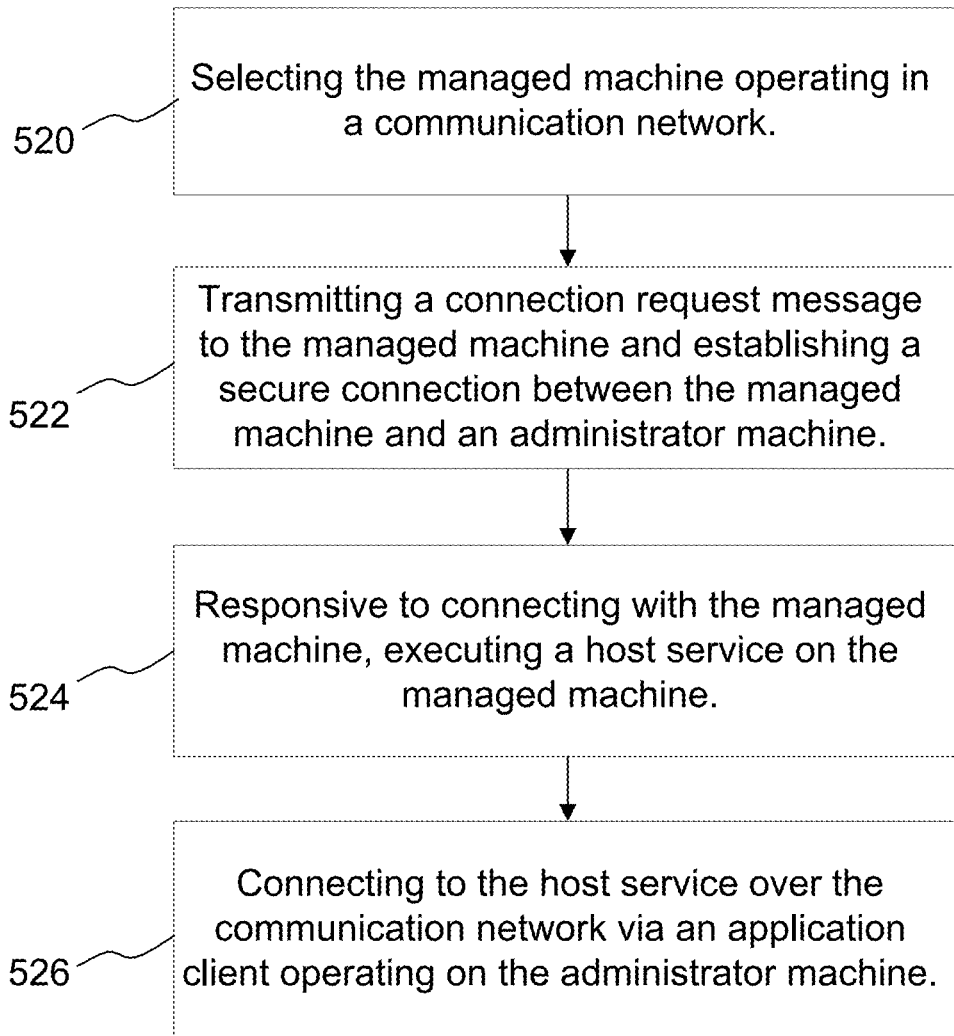 Selecting the managed machine operating in
a communication network.
520
Transmitting a connection request message
to the managed machine and establishing a
secure connection between the managed
machine and an administrator machine.
522
Responsive to connecting with the managed
machine, executing a host service on the
managed machine.
524
Connecting to the host service over the
communication network via an application
client operating on the administrator machine.
526